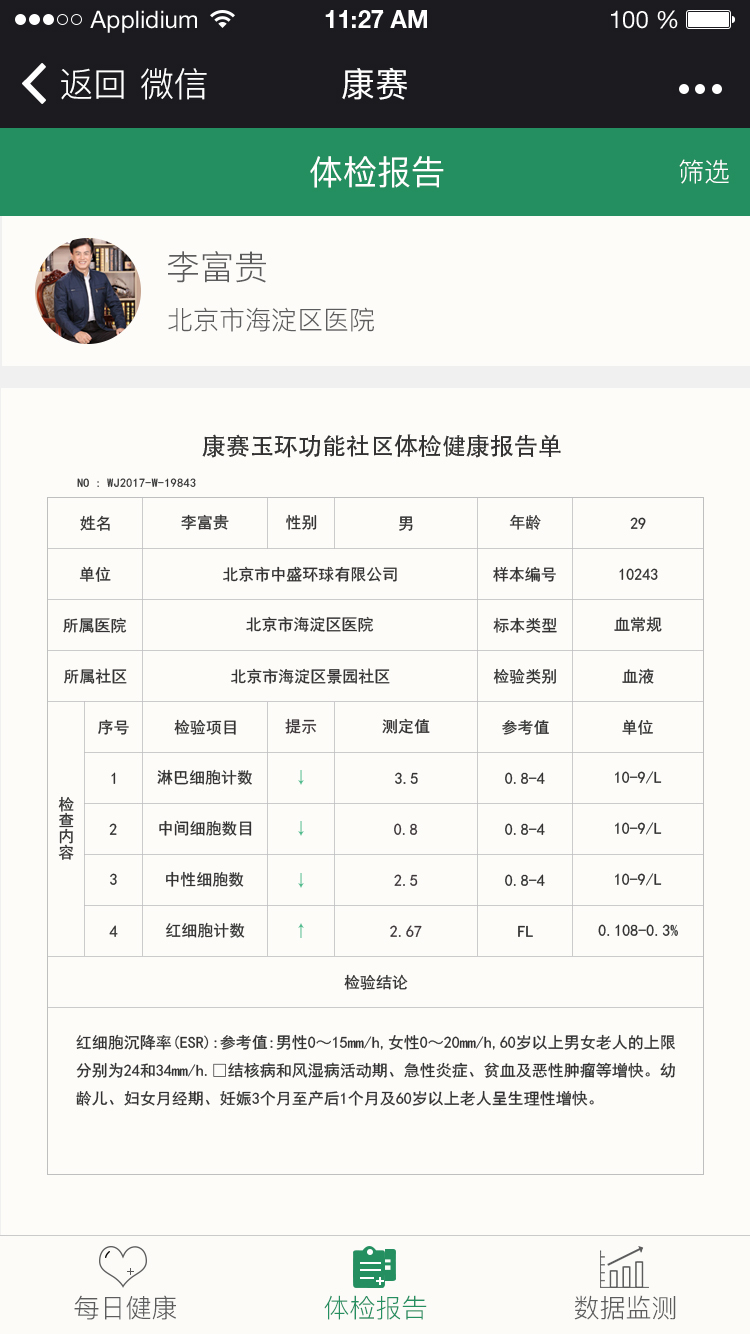 Applidium 11:27 AM 100 %
返回 微信 康赛
体检报告 筛选
李富贵
北京市海淀区医院
康赛玉环功能社区体检健康报告单
NO : WJ2017-W-19843
姓名 李富贵 性别 男 年龄 29
单位 北京市中盛环球有限公司 样本编号 10243
所属医院 北京市海淀区医院 标本类型 血常规
所属社区 北京市海淀区景园社区 检验类别 血液
检查内容
序号 检验项目 提示 测定值 参考值 单位
1 淋巴细胞计数 ↓ 3.5 0.8-4 10-9/L
2 中间细胞数目 ↓ 0.8 0.8-4 10-9/L
3 中性细胞数 ↓ 2.5 0.8-4 10-9/L
4 红细胞计数 ↑ 2.67 FL 0.108-0.3%
检验结论
红细胞沉降率(ESR):参考值:男性0～15mm/h,女性0～20mm/h,60岁以上男女老人的上限
分别为24和34mm/h.□结核病和风湿病活动期、急性炎症、贫血及恶性肿瘤等增快。幼
龄儿、妇女月经期、妊娠3个月至产后1个月及60岁以上老人呈生理性增快。
每日健康 体检报告 数据监测